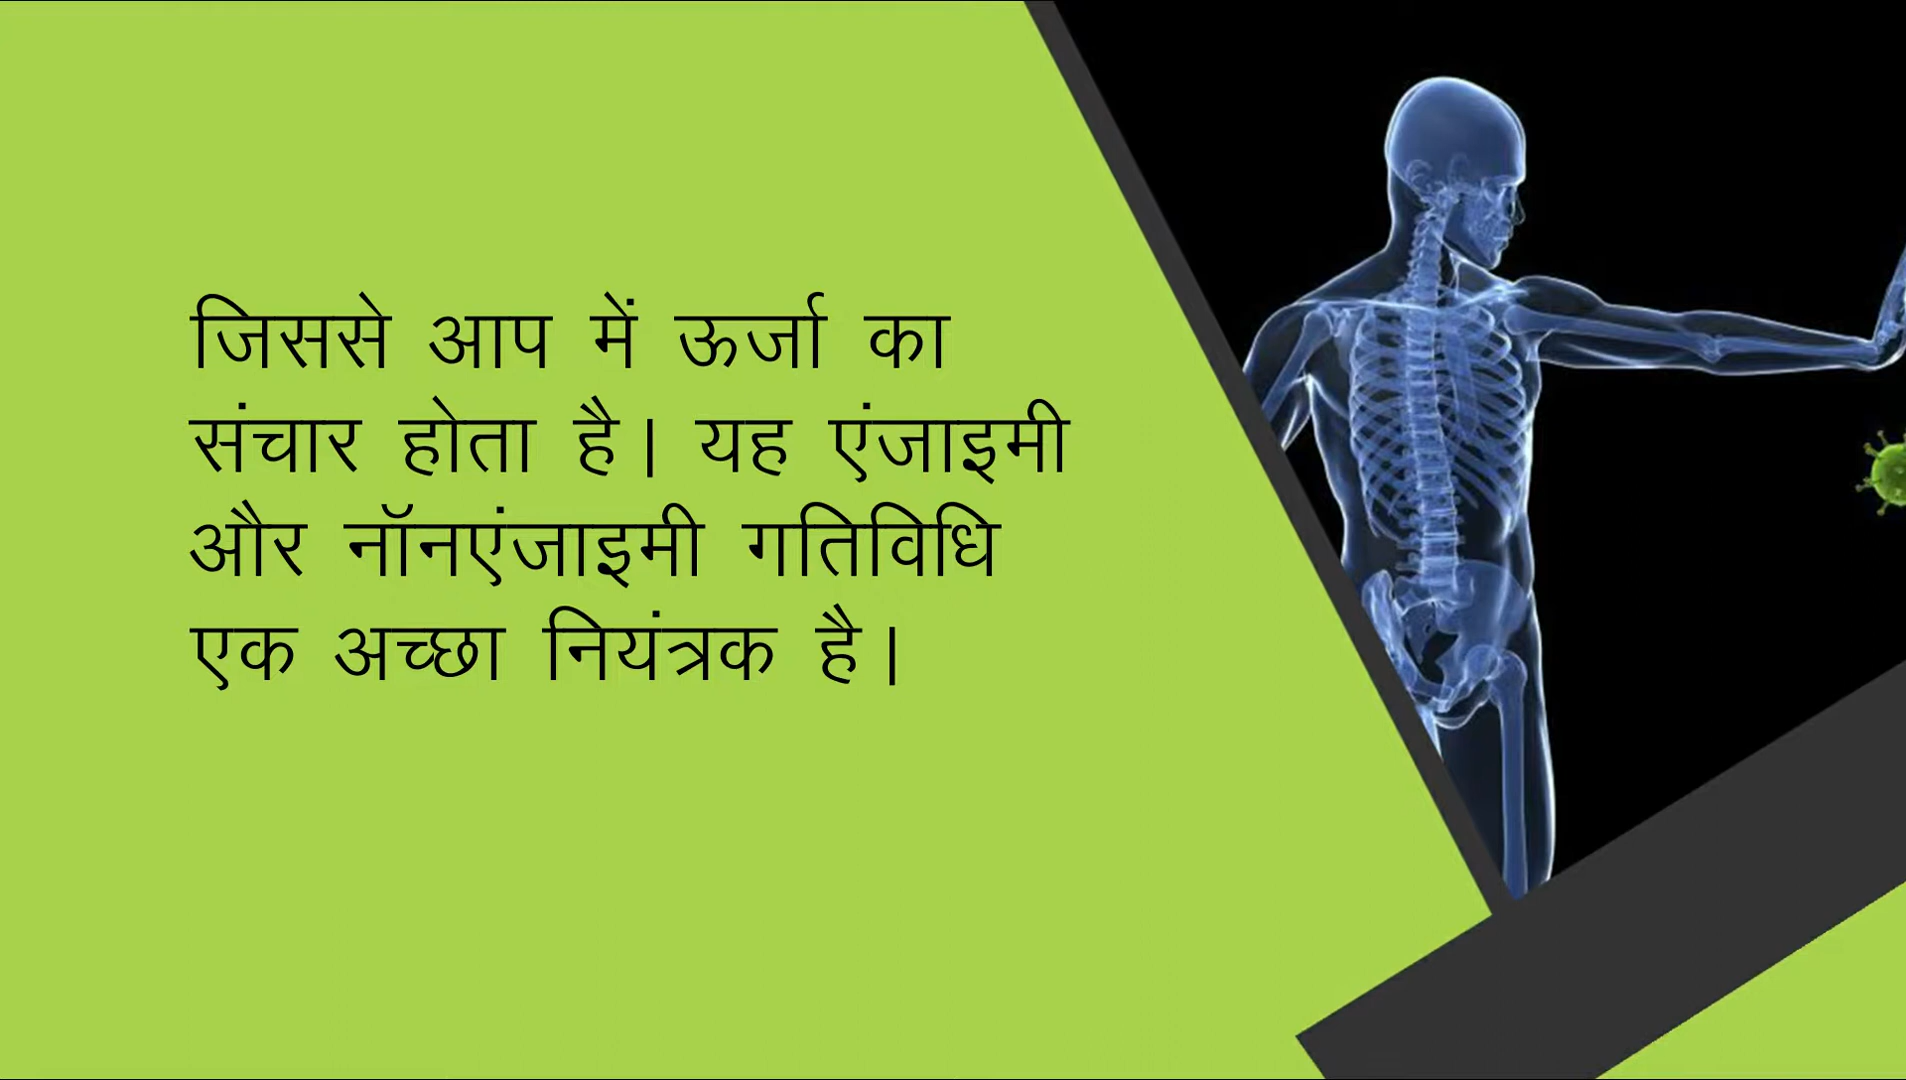 जिससे आप में ऊर्जा का
संचार होता है। यह एंजाइमी
और नॉनएंजाइमी गतिविधि
एक अच्छा नियंत्रक है।